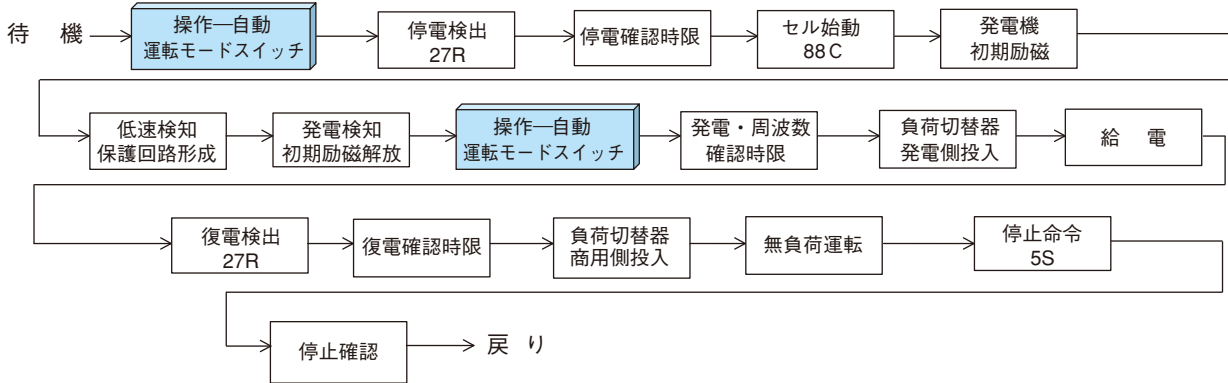 待 機
操作―自動
運転モードスイッチ
停電検出
27R
停電確認時限
セル始動
88C
発電機
初期励磁
低速検知
保護回路形成
発電検知
初期励磁解放
操作―自動
運転モードスイッチ
発電・周波数
確認時限
負荷切替器
発電側投入
給 電
復電検出
27R
復電確認時限
負荷切替器
商用側投入
無負荷運転
停止命令
5S
停止確認
戻 り